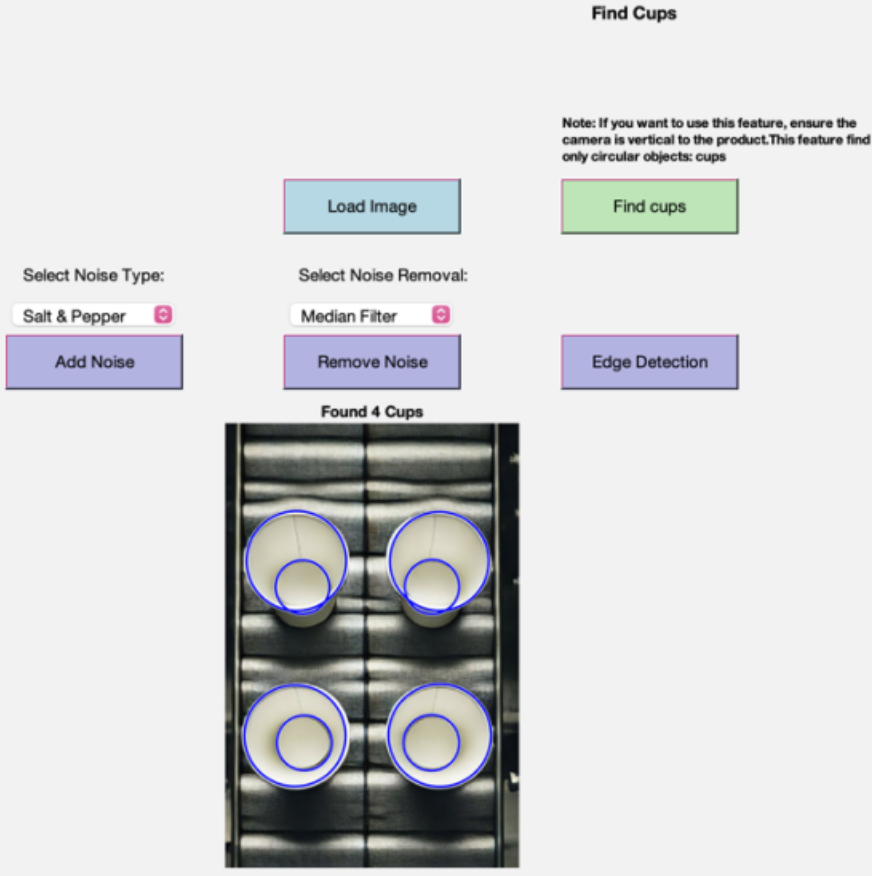 Find Cups
Note: If you want to use this feature, ensure the
camera is vertical to the product.This feature find
only circular objects: cups
Load Image
Find cups
Select Noise Type:
Select Noise Removal:
Salt & Pepper
Median Filter
Add Noise
Remove Noise
Edge Detection
Found 4 Cups